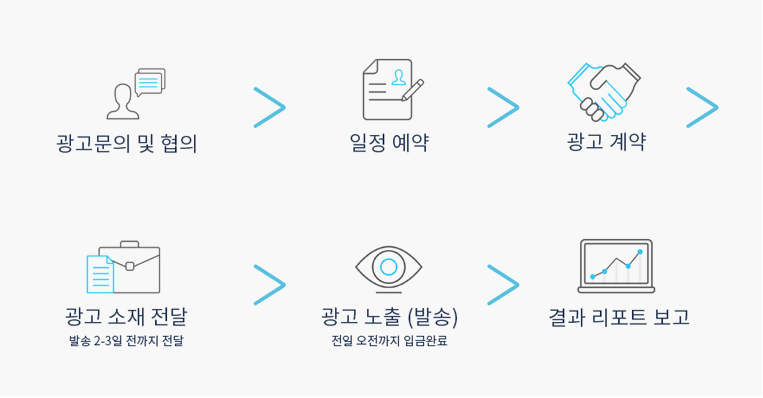 광고문의 및 협의
일정 예약
광고 계약
광고 소재 전달
발송 2-3일 전까지 전달
광고 노출 (발송)
전일 오전까지 입금완료
결과 리포트 보고